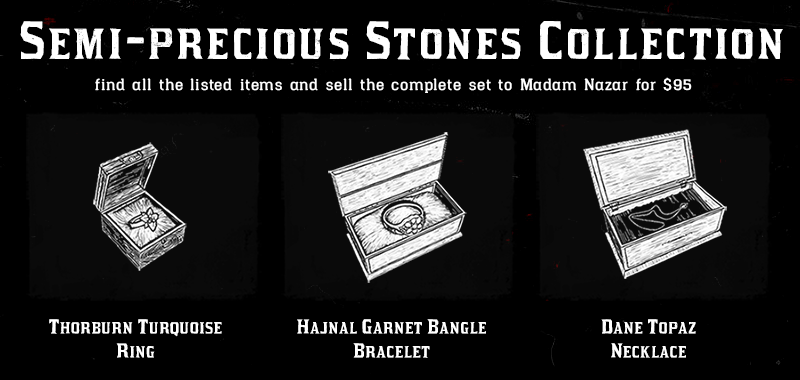 Semi-precious Stones Collection
find all the listed items and sell the complete set to Madam Nazar for $95
Thorburn Turquoise
Ring
Hajnal Garnet Bangle
Bracelet
Dane Topaz
Necklace